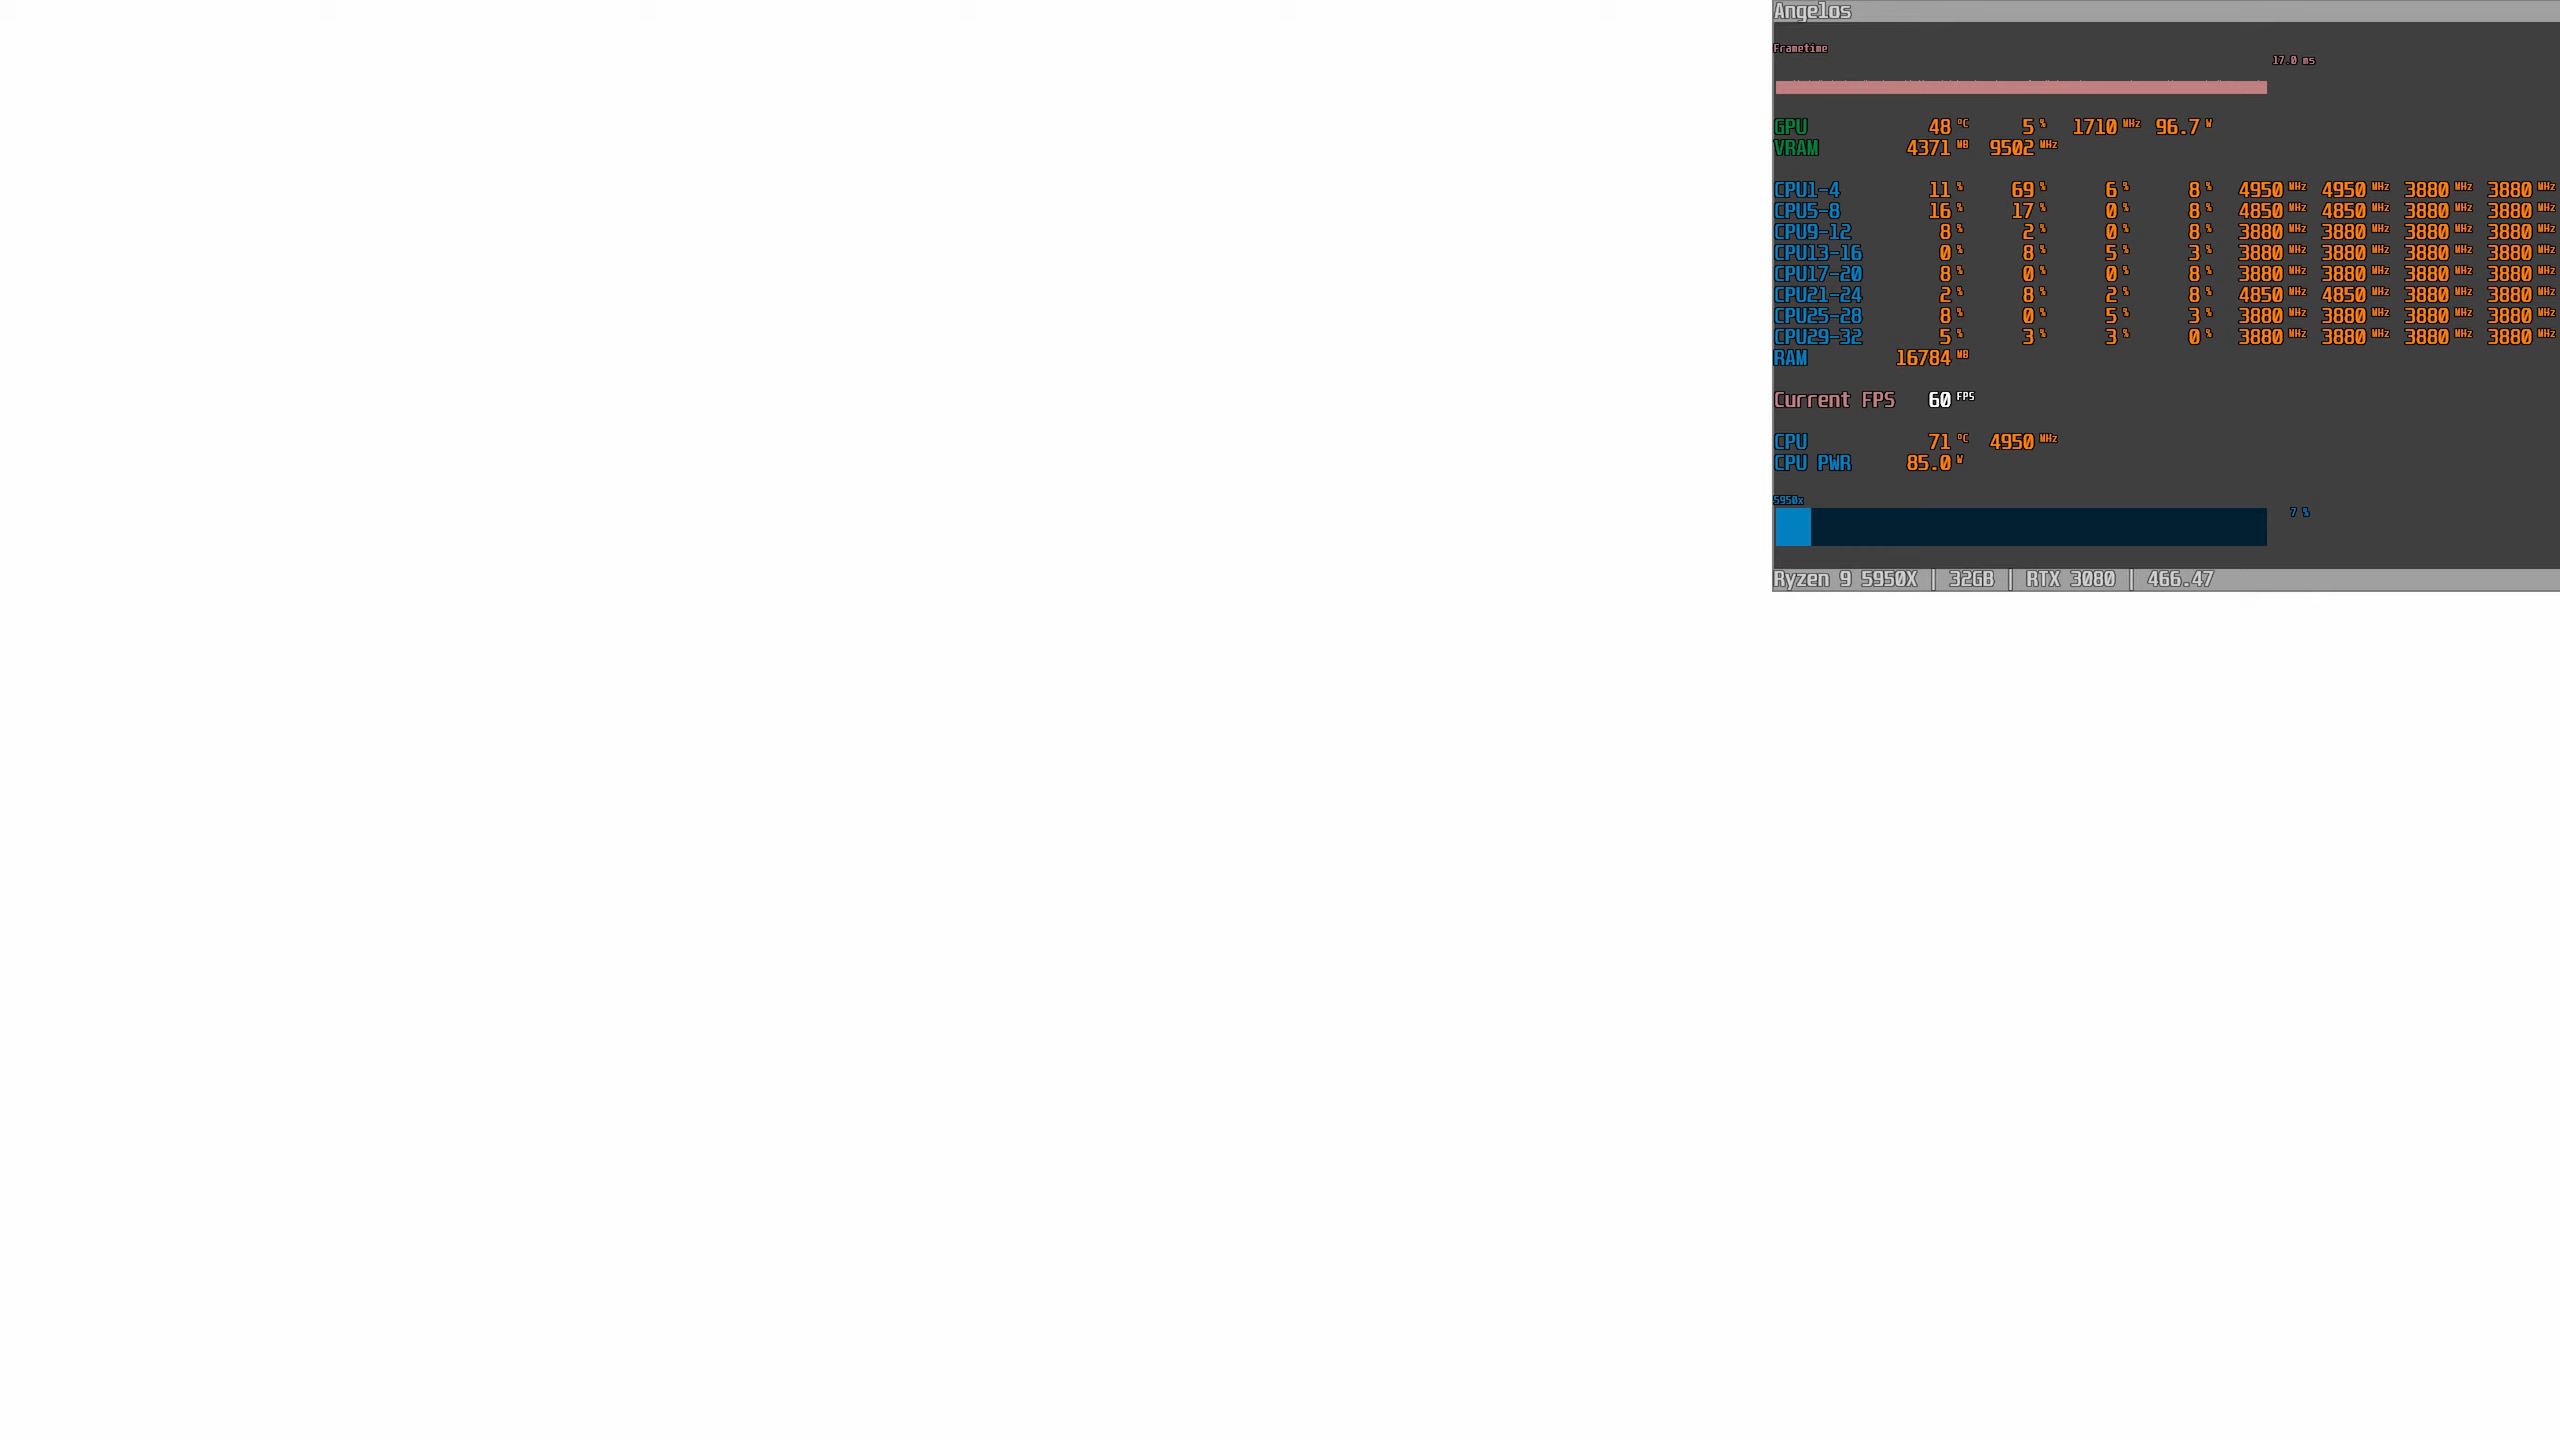 Angelos
Frametime
17.0 ms
GPU 48 °C 5 % 1710 MHz 96.7 W
VRAM 4371 MB 9502 MHz
CPU1-4 11 % 69 % 6 % 8 % 4950 MHz 4950 MHz 3880 MHz 3880 MHz
CPU5-8 16 % 17 % 0 % 8 % 4850 MHz 4850 MHz 3880 MHz 3880 MHz
CPU9-12 8 % 2 % 0 % 8 % 3880 MHz 3880 MHz 3880 MHz 3880 MHz
CPU13-16 0 % 8 % 5 % 3 % 3880 MHz 3880 MHz 3880 MHz 3880 MHz
CPU17-20 8 % 0 % 0 % 8 % 3880 MHz 3880 MHz 3880 MHz 3880 MHz
CPU21-24 2 % 8 % 2 % 8 % 4850 MHz 4850 MHz 3880 MHz 3880 MHz
CPU25-28 8 % 0 % 5 % 3 % 3880 MHz 3880 MHz 3880 MHz 3880 MHz
CPU29-32 5 % 3 % 3 % 0 % 3880 MHz 3880 MHz 3880 MHz 3880 MHz
RAM 16784 MB
Current FPS 60 FPS
CPU 71 °C 4950 MHz
CPU PWR 85.0 W
5950x
7 %
Ryzen 9 5950X | 32GB | RTX 3080 | 466.47